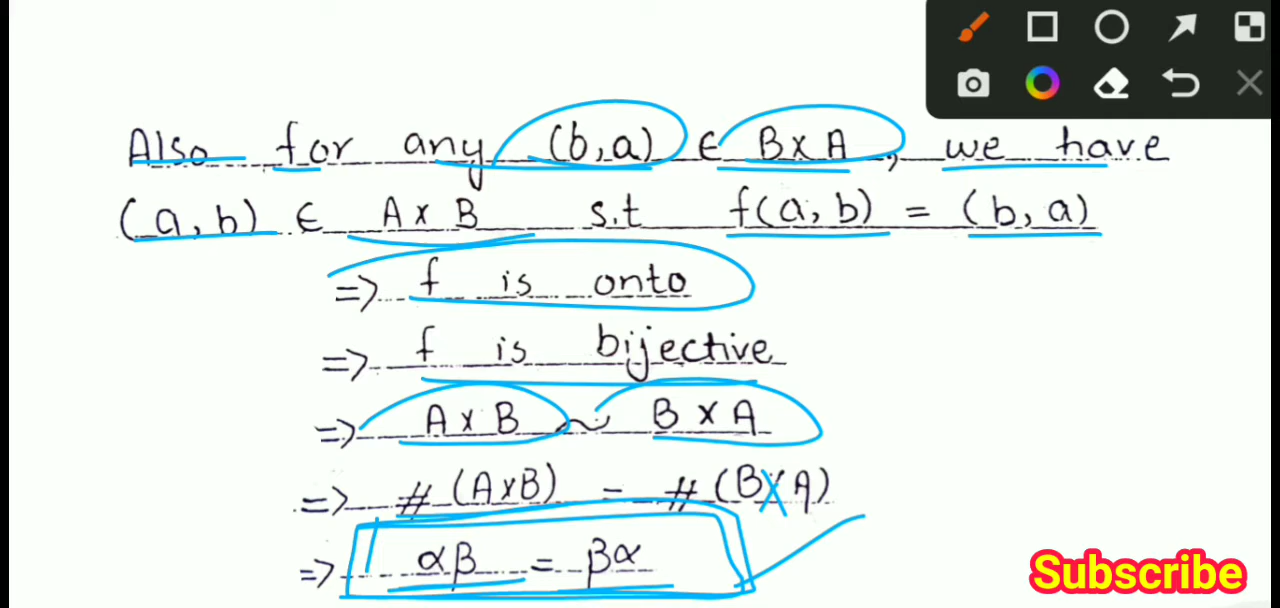 Also for any (b,a) ∈ B×A, we have
(a,b) ∈ A×B s.t f(a,b) = (b,a)
=> f is onto
=> f is bijective
=> A×B ~ B×A
=> #(A×B) = #(B×A)
=> αβ = βα
Subscribe